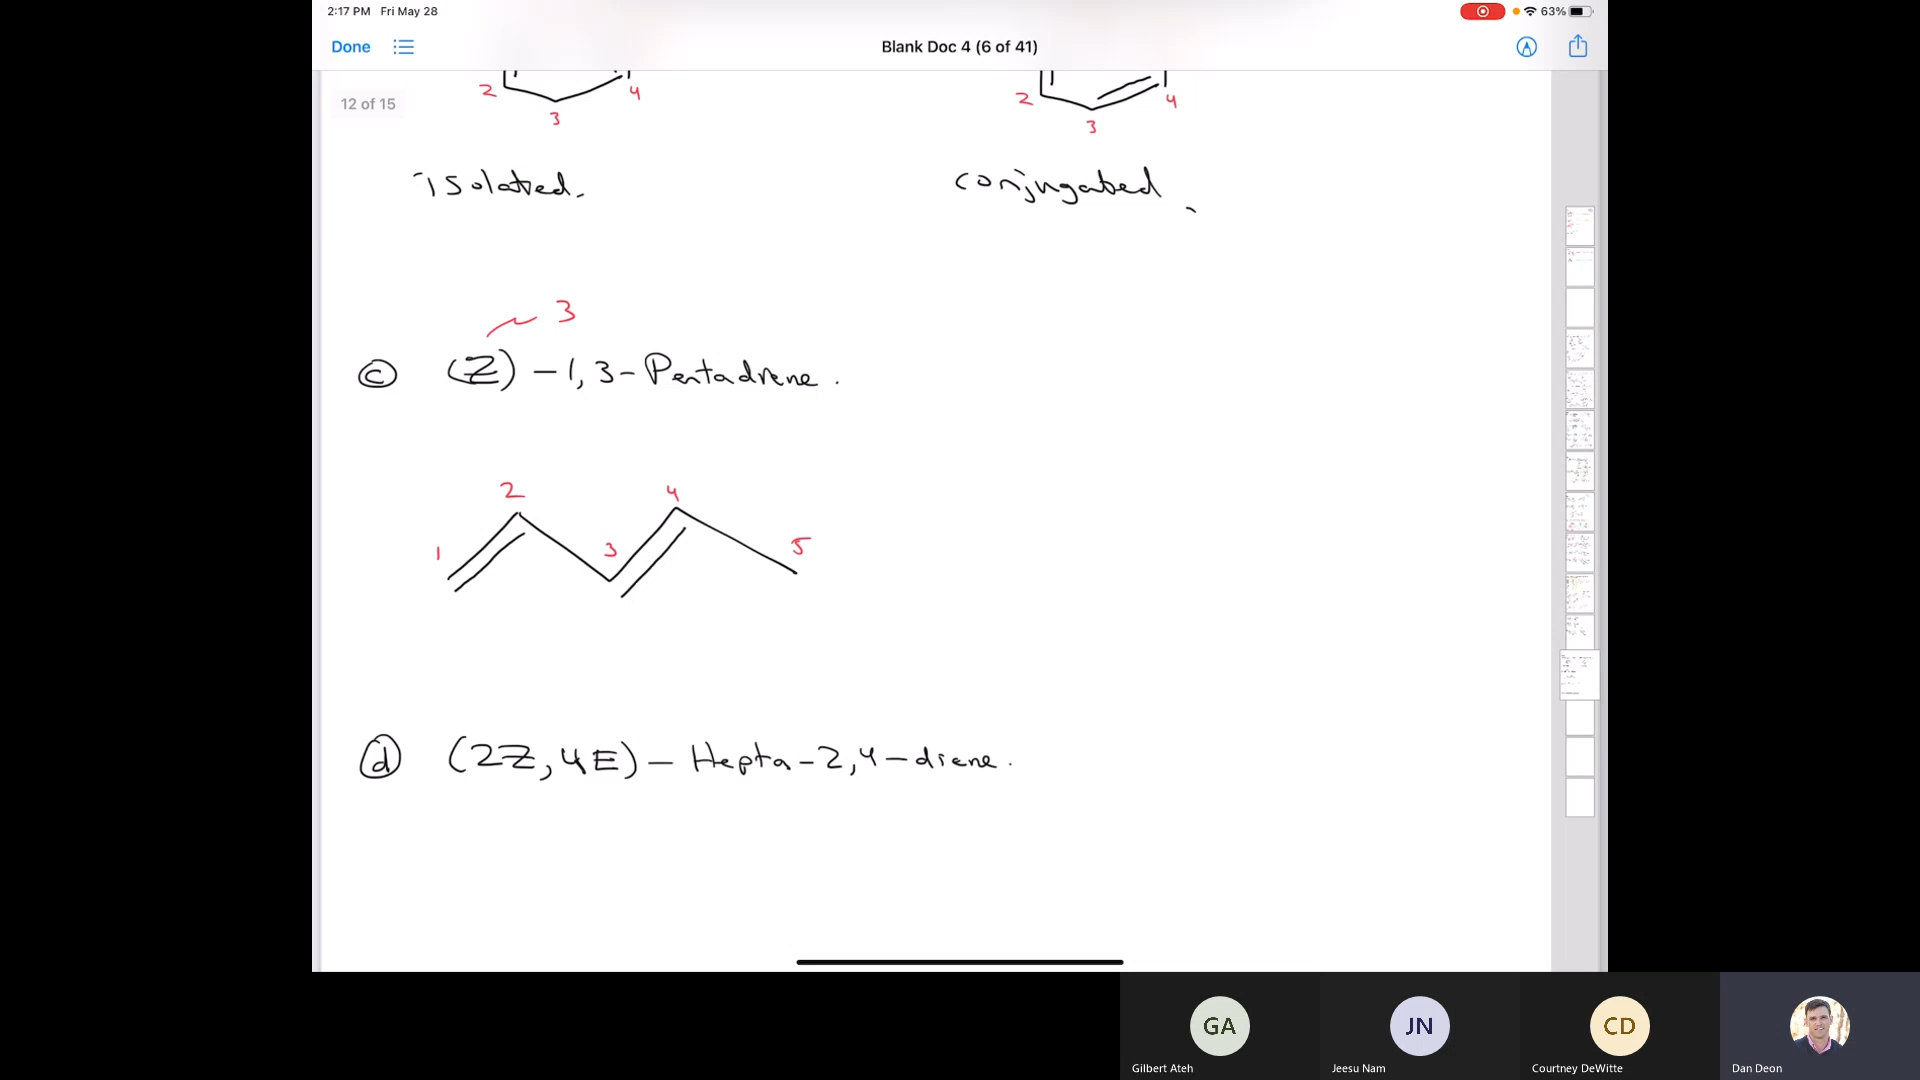 2:17 PM Fri May 28
63%
Done
Blank Doc 4 (6 of 41)
12 of 15
2 3 4
2 3 4
isolated.
conjugated
3
(c) (Z) - 1,3 - Pentadiene.
1 2 3 4 5
(d) (2Z, 4E) - Hepta - 2,4 - diene.
GA
JN
CD
Gilbert Ateh
Jeesu Nam
Courtney DeWitte
Dan Deon